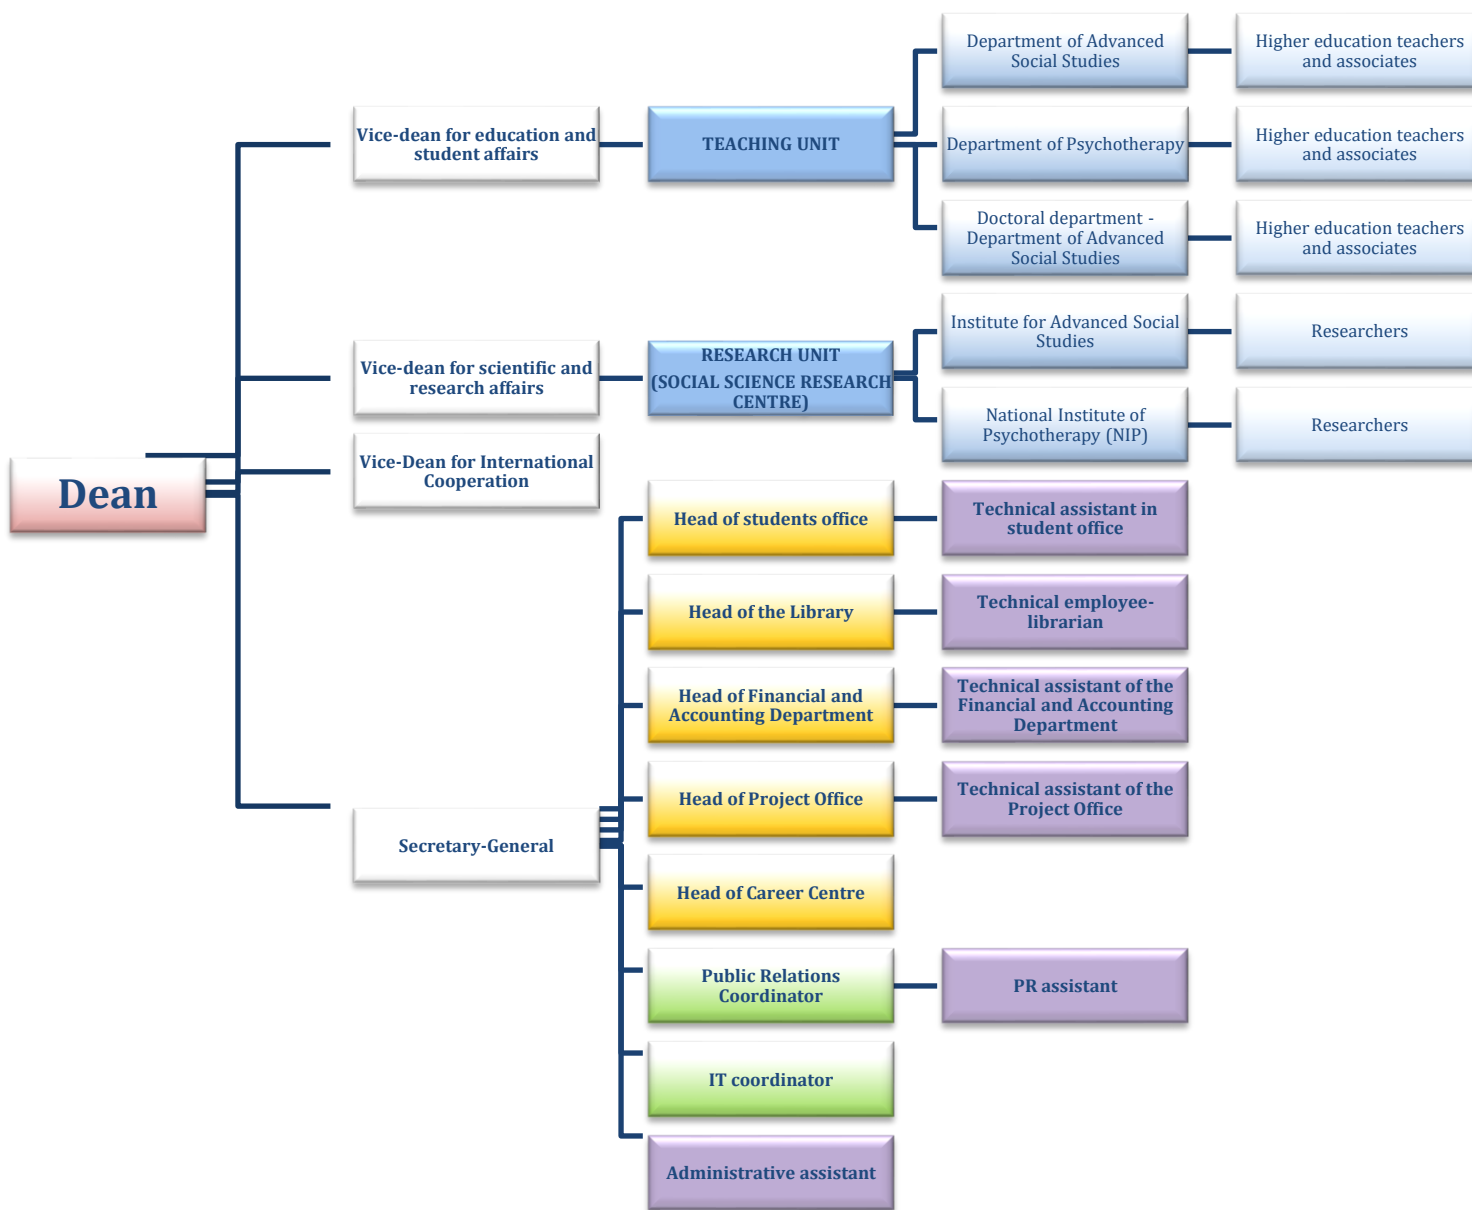 Dean
Vice-dean for education and
student affairs
TEACHING UNIT
Department of Advanced
Social Studies
Higher education teachers
and associates
Department of Psychotherapy
Higher education teachers
and associates
Doctoral department -
Department of Advanced
Social Studies
Higher education teachers
and associates
Vice-dean for scientific and
research affairs
RESEARCH UNIT
(SOCIAL SCIENCE RESEARCH
CENTRE)
Institute for Advanced Social
Studies
Researchers
National Institute of
Psychotherapy (NIP)
Researchers
Vice-Dean for International
Cooperation
Secretary-General
Head of students office
Technical assistant in
student office
Head of the Library
Technical employee-
librarian
Head of Financial and
Accounting Department
Technical assistant of the
Financial and Accounting
Department
Head of Project Office
Technical assistant of the
Project Office
Head of Career Centre
Public Relations
Coordinator
PR assistant
IT coordinator
Administrative assistant